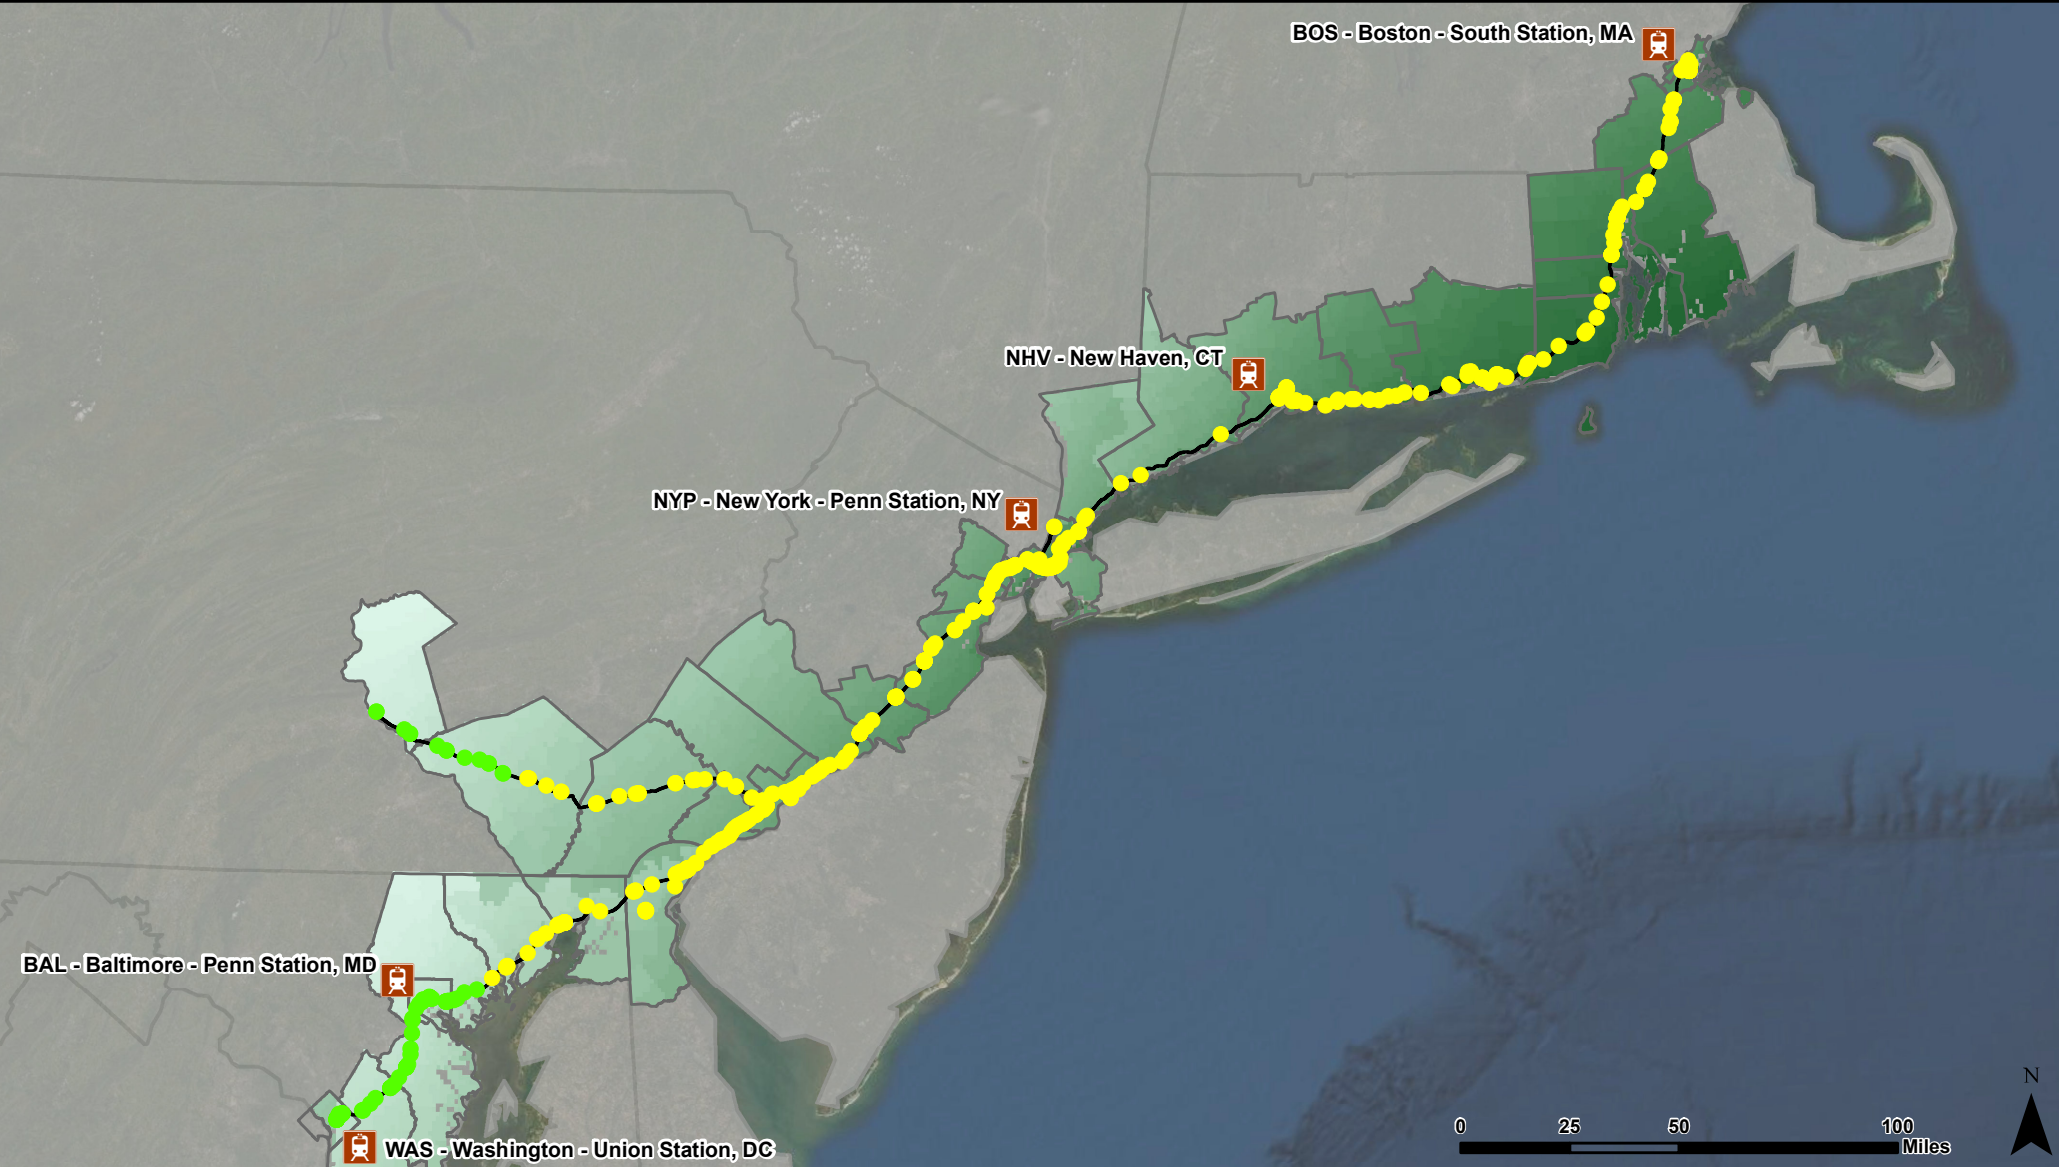 BOS - Boston - South Station, MA
NHV - New Haven, CT
NYP - New York - Penn Station, NY
BAL - Baltimore - Penn Station, MD
WAS - Washington - Union Station, DC
0 25 50 100
Miles
N